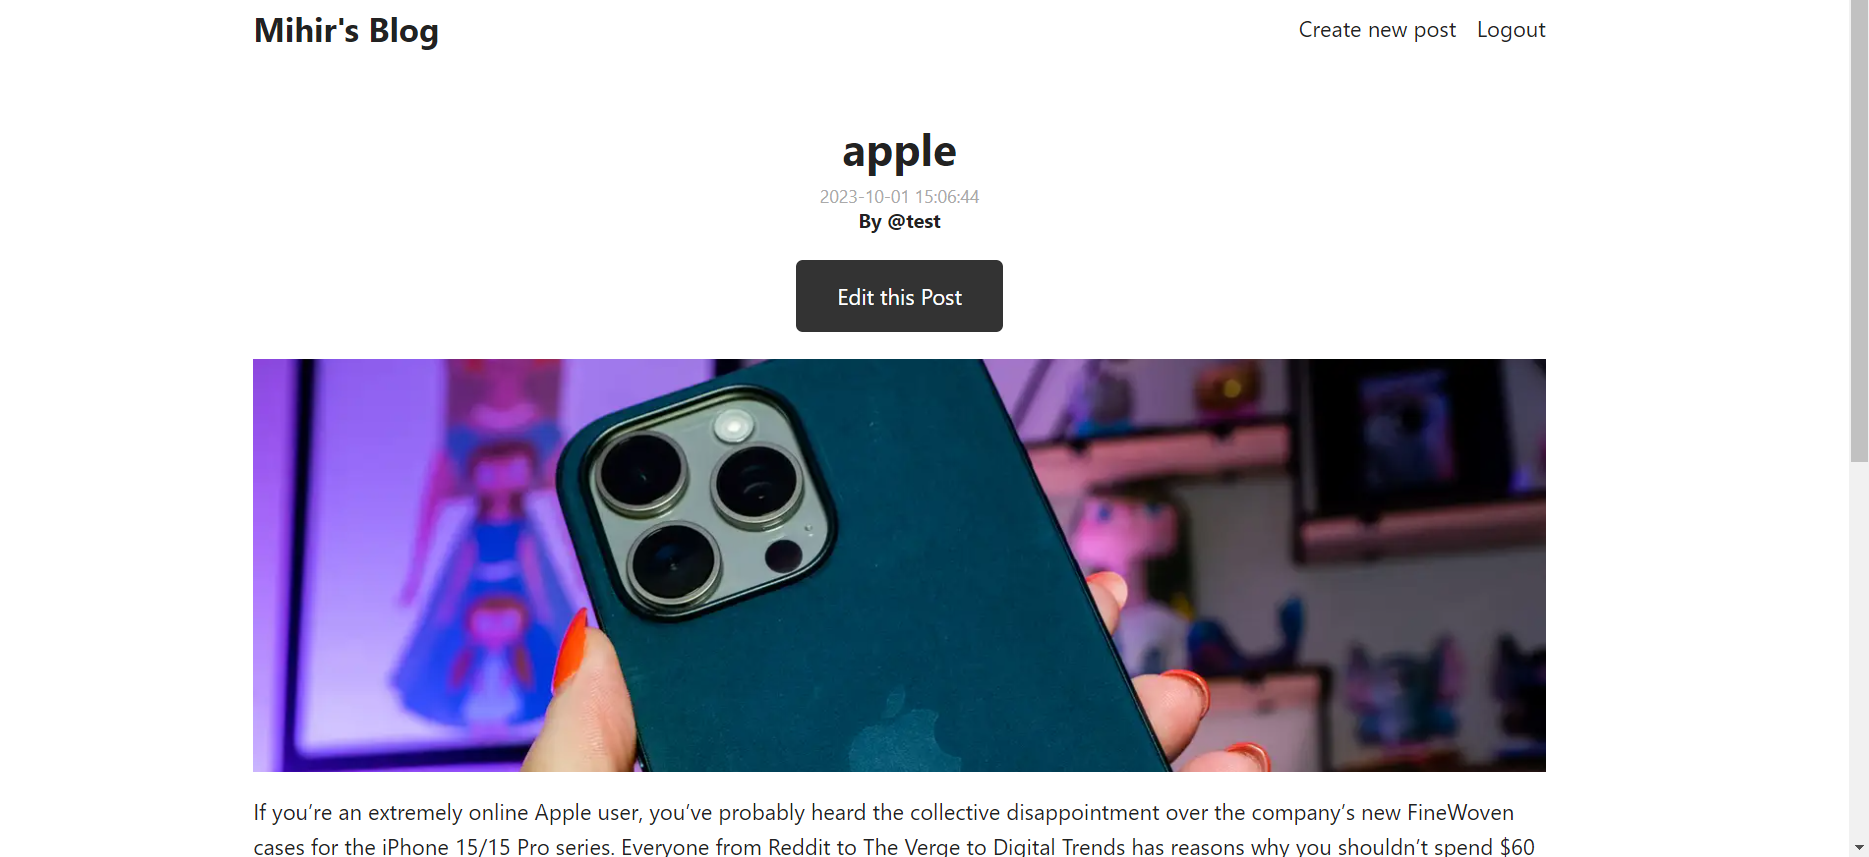 Mihir's Blog
Create new post Logout
apple
2023-10-01 15:06:44
By @test
Edit this Post
If you’re an extremely online Apple user, you’ve probably heard the collective disappointment over the company’s new FineWoven
cases for the iPhone 15/15 Pro series. Everyone from Reddit to The Verge to Digital Trends has reasons why you shouldn’t spend $60